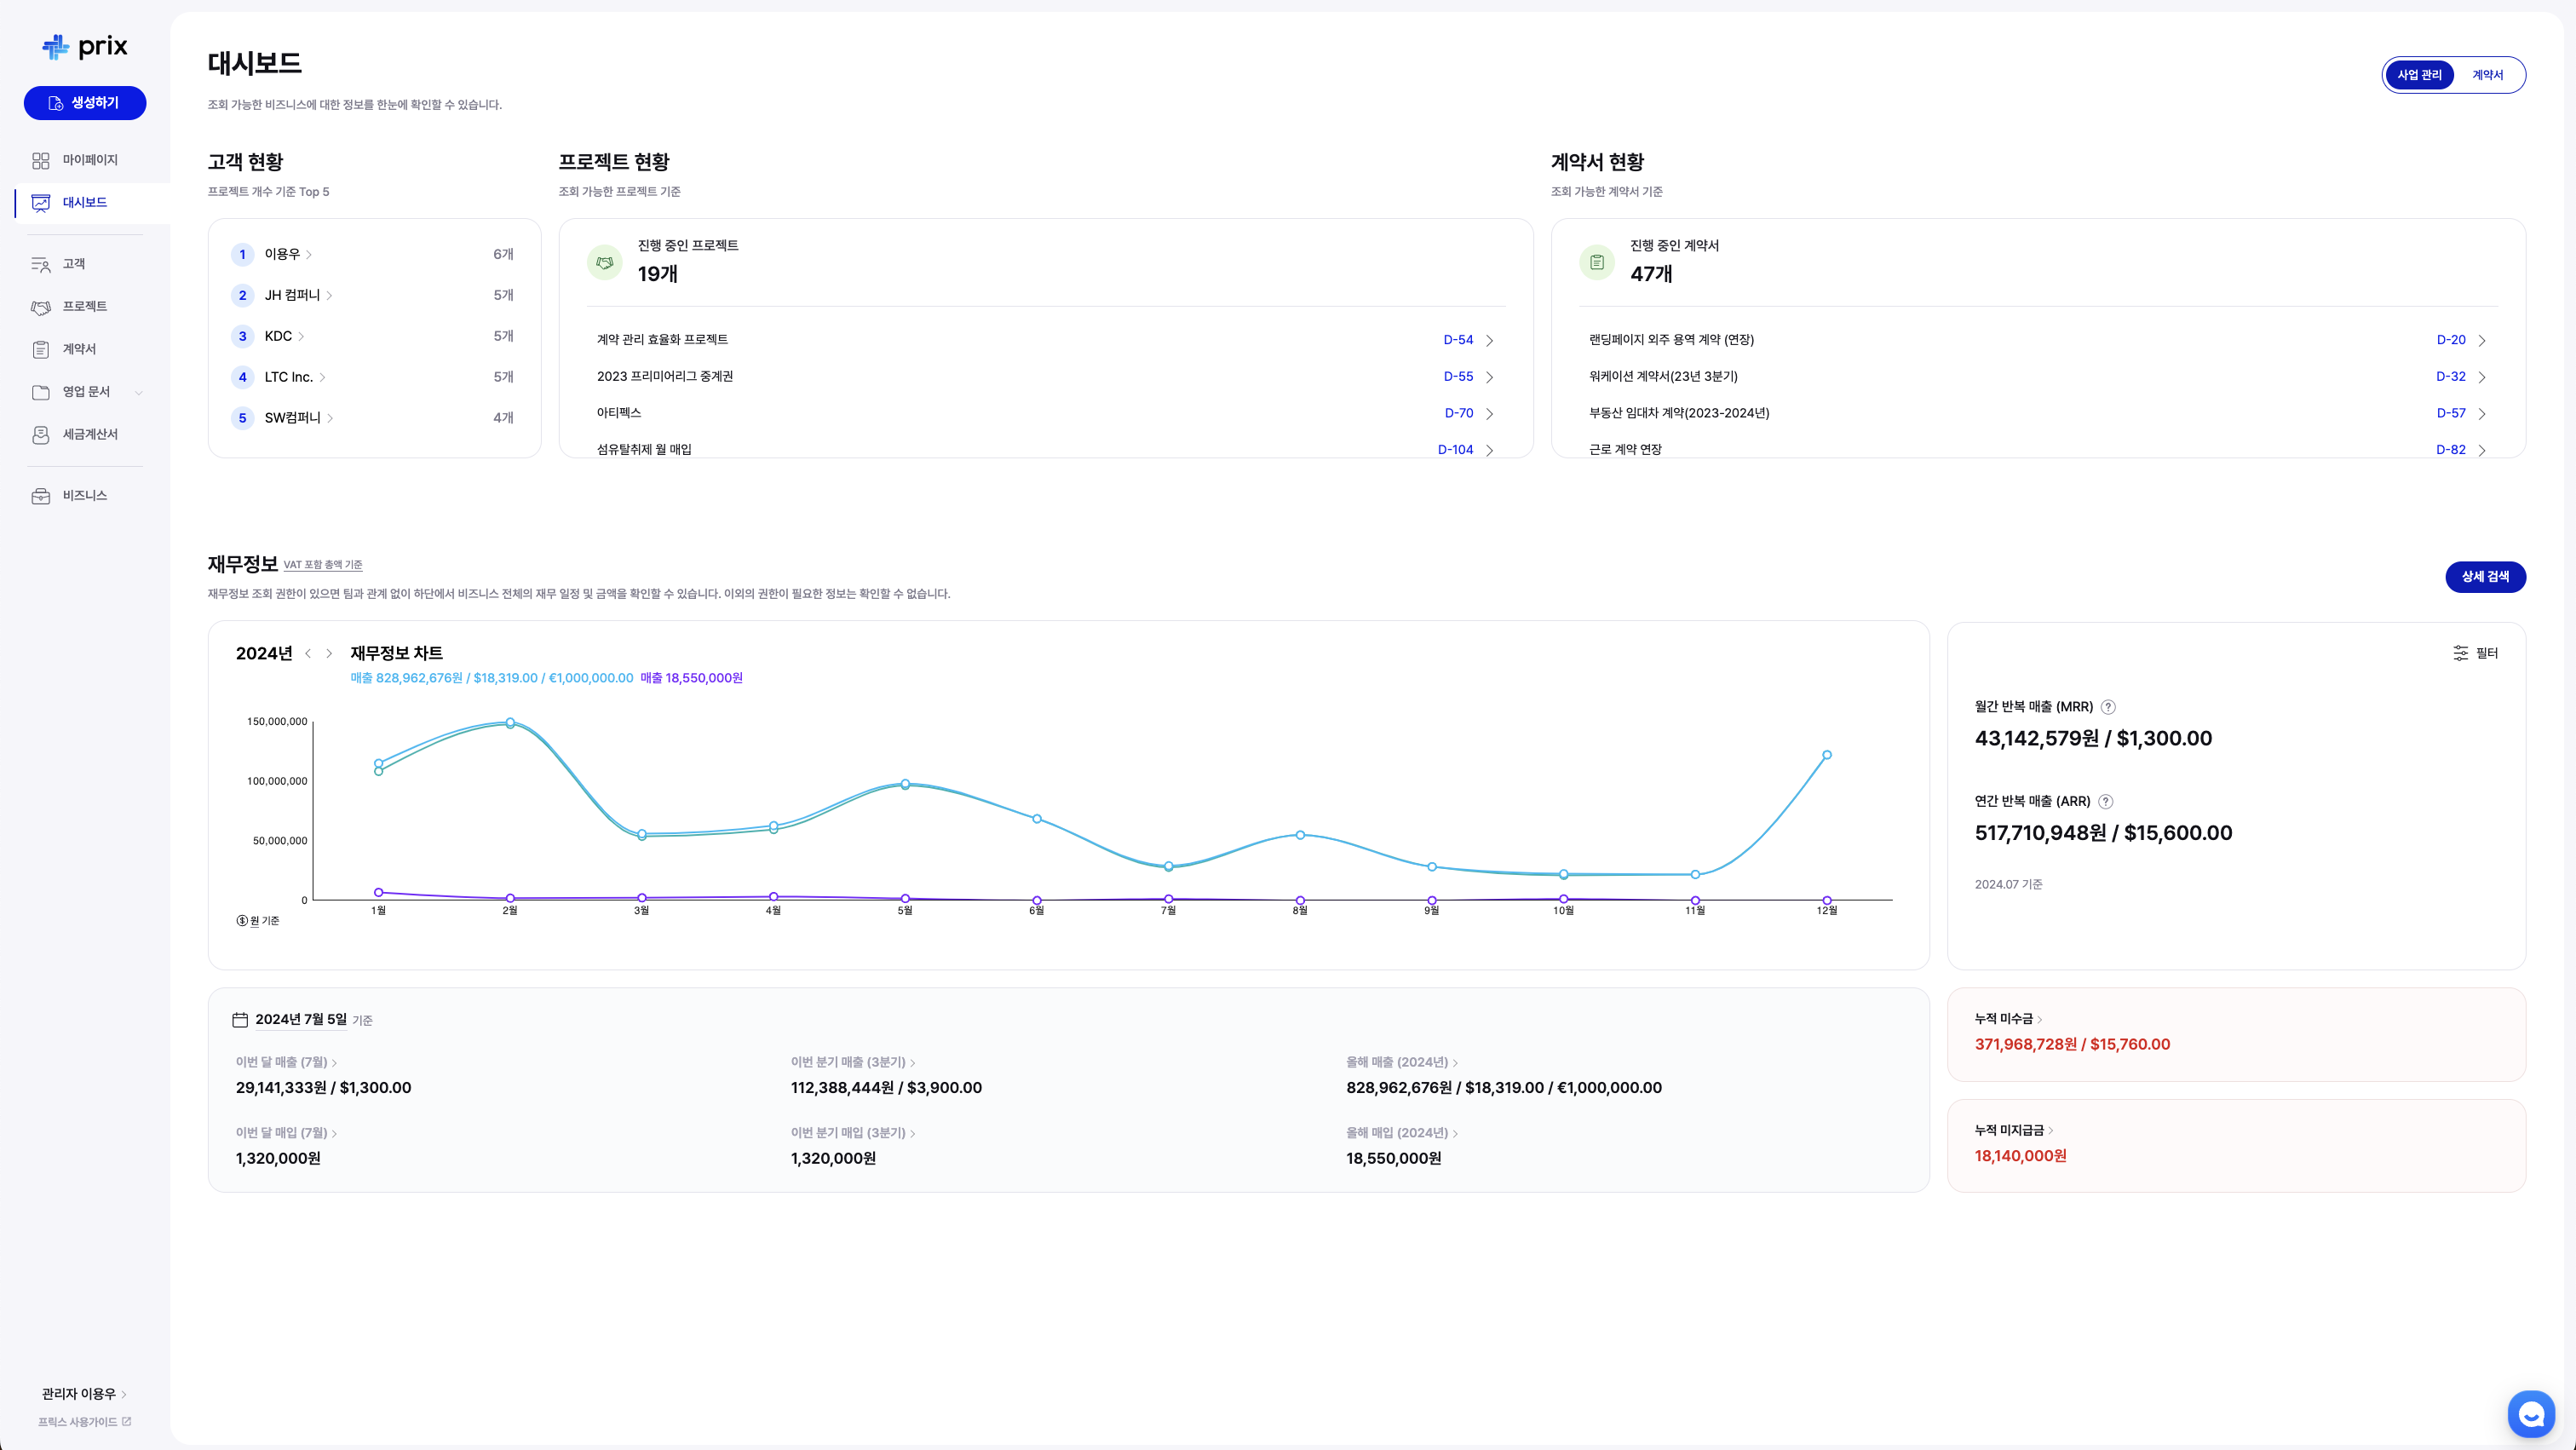 prix
생성하기
마이페이지
대시보드
고객
프로젝트
계약서
영업 문서
세금계산서
비즈니스
관리자 이용우
프릭스 사용가이드
대시보드
조회 가능한 비즈니스에 대한 정보를 한눈에 확인할 수 있습니다.
사업 관리 계약서
고객 현황
프로젝트 개수 기준 Top 5
1 이용우 6개
2 JH 컴퍼니 5개
3 KDC 5개
4 LTC Inc. 5개
5 SW컴퍼니 4개
프로젝트 현황
조회 가능한 프로젝트 기준
진행 중인 프로젝트
19개
계약 관리 효율화 프로젝트 D-54
2023 프리미어리그 중계권 D-55
아티펙스 D-70
섬유탈취제 월 매입 D-104
계약서 현황
조회 가능한 계약서 기준
진행 중인 계약서
47개
랜딩페이지 외주 용역 계약 (연장) D-20
워케이션 계약서(23년 3분기) D-32
부동산 임대차 계약(2023-2024년) D-57
근로 계약 연장 D-82
재무정보 VAT 포함 총액 기준
재무정보 조회 권한이 있으면 팀과 관계 없이 하단에서 비즈니스 전체의 재무 일정 및 금액을 확인할 수 있습니다. 이외의 권한이 필요한 정보는 확인할 수 없습니다.
상세 검색
2024년 재무정보 차트
매출 828,962,676원 / $18,319.00 / €1,000,000.00 매출 18,550,000원
150,000,000
100,000,000
50,000,000
0
1월 2월 3월 4월 5월 6월 7월 8월 9월 10월 11월 12월
원 기준
필터
월간 반복 매출 (MRR) ?
43,142,579원 / $1,300.00
연간 반복 매출 (ARR) ?
517,710,948원 / $15,600.00
2024.07 기준
2024년 7월 5일 기준
이번 달 매출 (7월)
29,141,333원 / $1,300.00
이번 분기 매출 (3분기)
112,388,444원 / $3,900.00
올해 매출 (2024년)
828,962,676원 / $18,319.00 / €1,000,000.00
이번 달 매입 (7월)
1,320,000원
이번 분기 매입 (3분기)
1,320,000원
올해 매입 (2024년)
18,550,000원
누적 미수금
371,968,728원 / $15,760.00
누적 미지급금
18,140,000원